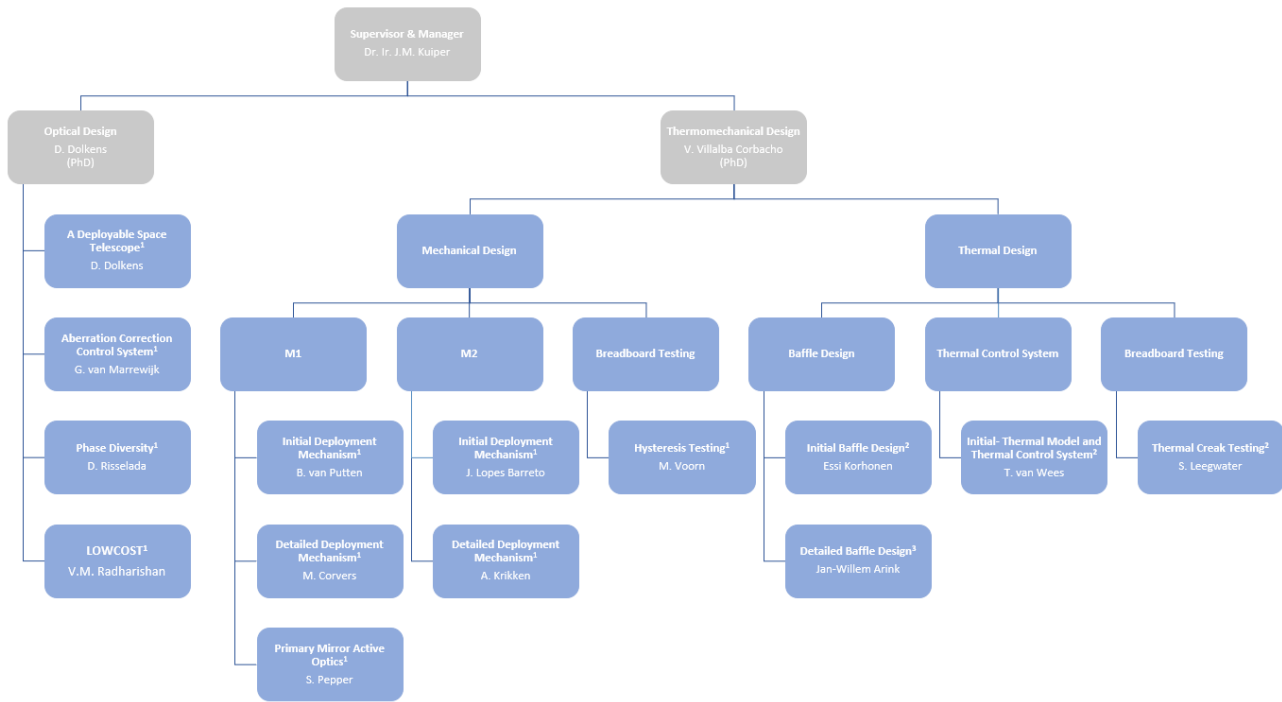 Supervisor & Manager
Dr. Ir. J.M. Kuiper
Optical Design
D. Dolkens
(PhD)
Thermomechanical Design
V. Villalba Corbacho
(PhD)
A Deployable Space
Telescope¹
D. Dolkens
Mechanical Design
Thermal Design
Aberration Correction
Control System¹
G. van Marrewijk
M1
M2
Breadboard Testing
Baffle Design
Thermal Control System
Breadboard Testing
Phase Diversity¹
D. Risselada
Initial Deployment
Mechanism¹
B. van Putten
Initial Deployment
Mechanism¹
J. Lopes Barreto
Hysteresis Testing¹
M. Voorn
Initial Baffle Design²
Essi Korhonen
Initial- Thermal Model and
Thermal Control System²
T. van Wees
Thermal Creak Testing²
S. Leegwater
LOWCOST¹
V.M. Radharishan
Detailed Deployment
Mechanism¹
M. Corvers
Detailed Deployment
Mechanism¹
A. Krikken
Detailed Baffle Design³
Jan-Willem Arink
Primary Mirror Active
Optics¹
S. Pepper